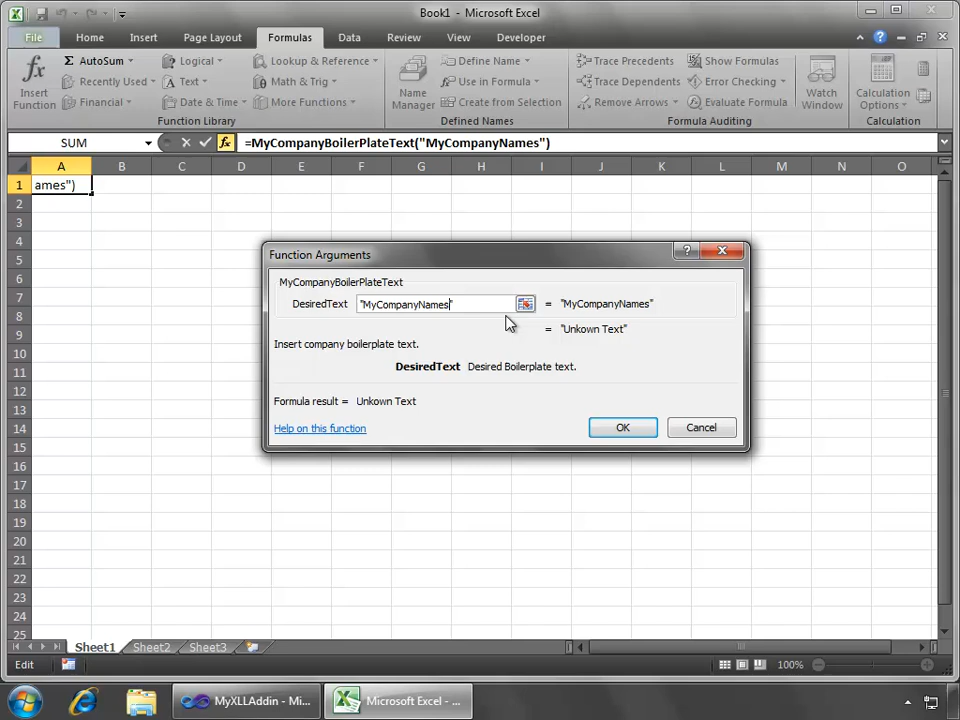 Book1 - Microsoft Excel
File Home Insert Page Layout Formulas Data Review View Developer
Insert Function
Σ AutoSum
Recently Used
Financial
Logical
Text
Date & Time
Lookup & Reference
Math & Trig
More Functions
Function Library
Name Manager
Define Name
Use in Formula
Create from Selection
Defined Names
Trace Precedents
Trace Dependents
Remove Arrows
Show Formulas
Error Checking
Evaluate Formula
Formula Auditing
Watch Window
Calculation Options
Calculation
SUM fx =MyCompanyBoilerPlateText("MyCompanyNames")
A B C D E F G H I J K L M N O
1 ames")
2
3
4
5
6
7
8
9
10
11
12
13
14
15
16
17
18
19
20
21
22
23
24
25
Function Arguments
MyCompanyBoilerPlateText
DesiredText "MyCompanyNames" = "MyCompanyNames"
= "Unkown Text"
Insert company boilerplate text.
DesiredText Desired Boilerplate text.
Formula result = Unkown Text
Help on this function
OK Cancel
Sheet1 Sheet2 Sheet3
Edit 100%
MyXLLAddin - Mi...
Microsoft Excel - ...